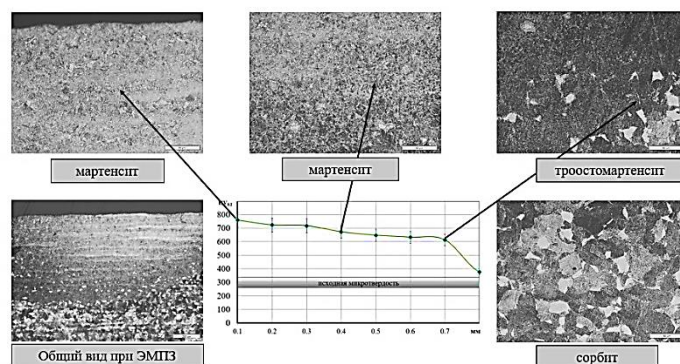 мартенсит
мартенсит
троостомартенсит
800
700
600
500
400
исходная микротвердость
300
200
100
0
0.1 0.2 0.3 0.4 0.5 0.6 0.7 мм
Общий вид при ЭМПЗ
сорбит